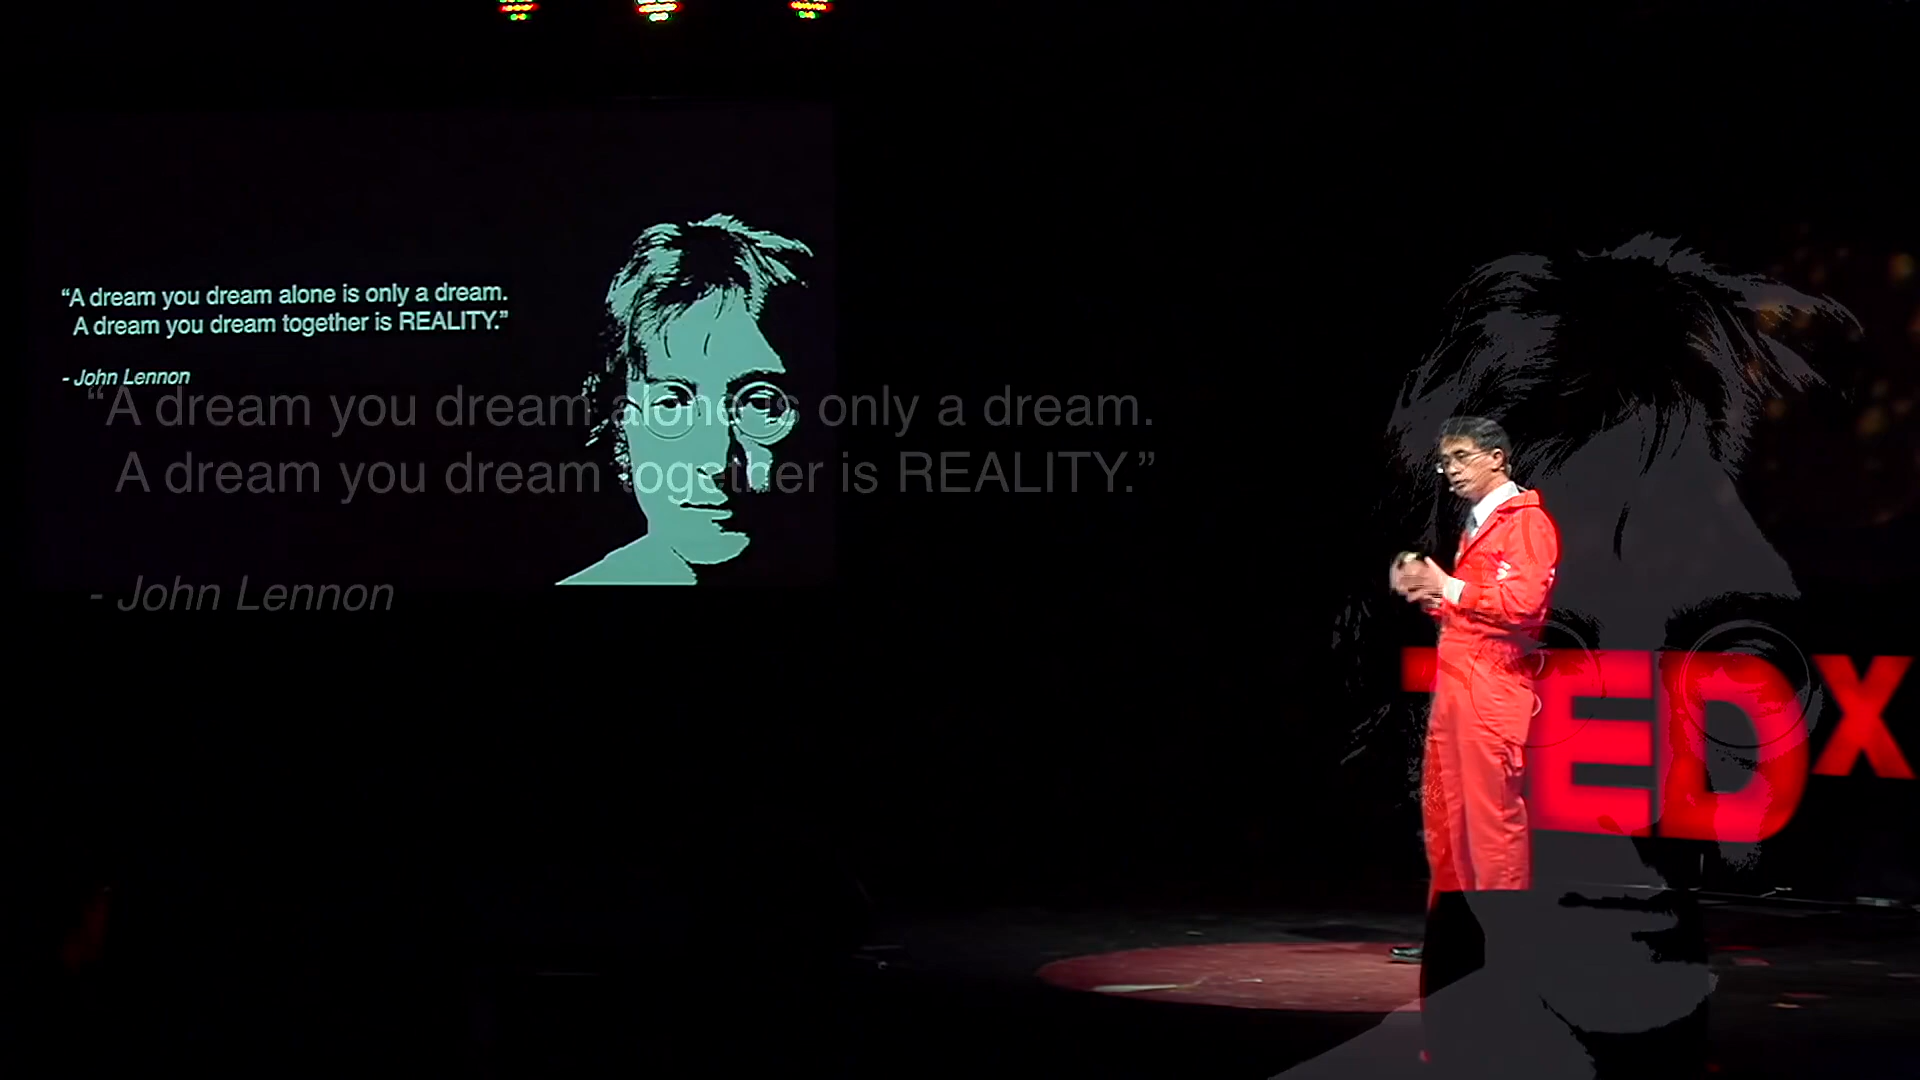 “A dream you dream alone is only a dream.
A dream you dream together is REALITY.”
- John Lennon
“A dream you dream alone is only a dream.
A dream you dream together is REALITY.”
- John Lennon
TEDx